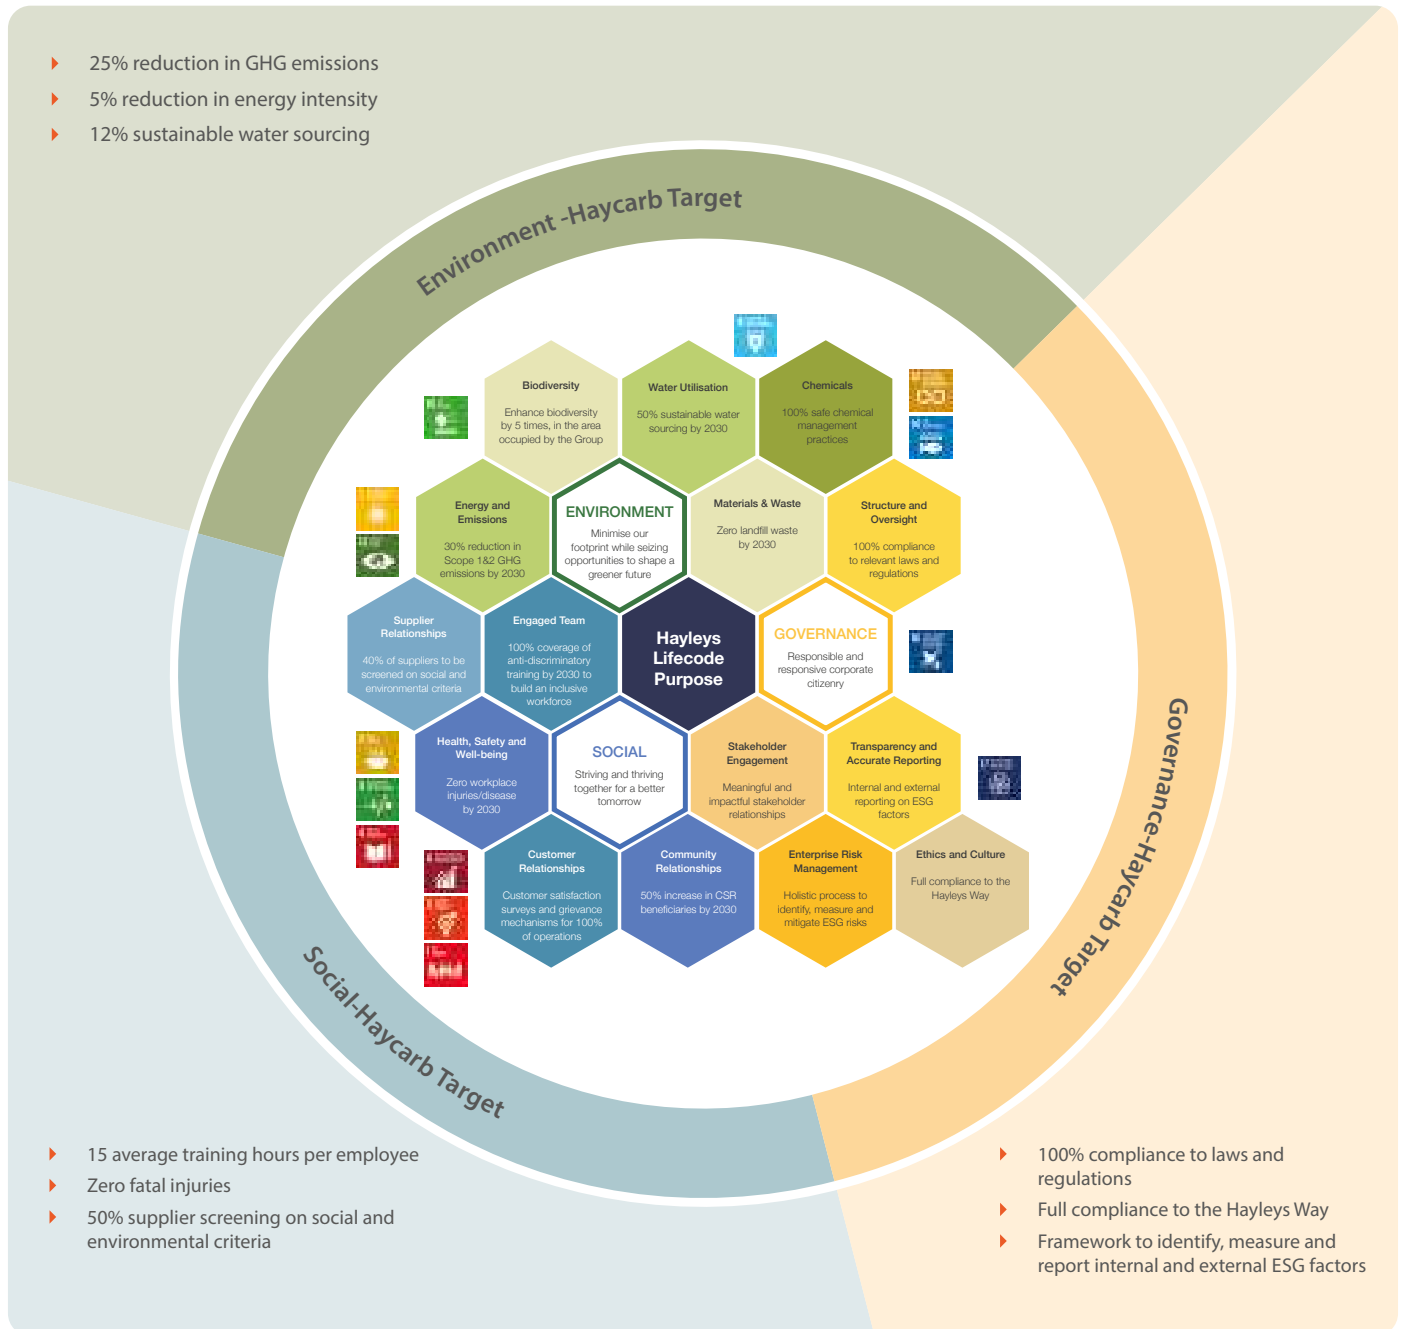 25% reduction in GHG emissions
5% reduction in energy intensity
12% sustainable water sourcing
Environment -Haycarb Target
Biodiversity
Enhance biodiversity
by 5 times, in the area
occupied by the Group
Water Utilisation
50% sustainable water
sourcing by 2030
Chemicals
100% safe chemical
management
practices
Energy and
Emissions
30% reduction in
Scope 1&2 GHG
emissions by 2030
ENVIRONMENT
Minimise our
footprint while seizing
opportunities to shape a
greener future
Materials & Waste
Zero landfill waste
by 2030
Structure and
Oversight
100% compliance
to relevant laws and
regulations
Supplier
Relationships
40% of suppliers to be
screened on social and
environmental criteria
Engaged Team
100% coverage of
anti-discriminatory
training by 2030 to
build an inclusive
workforce
Hayleys
Lifecode
Purpose
GOVERNANCE
Responsible and
responsive corporate
citizenry
Health, Safety and
Well-being
Zero workplace
injuries/disease
by 2030
SOCIAL
Striving and thriving
together for a better
tomorrow
Stakeholder
Engagement
Meaningful and
impactful stakeholder
relationships
Transparency and
Accurate Reporting
Internal and external
reporting on ESG
factors
Customer
Relationships
Customer satisfaction
surveys and grievance
mechanisms for 100%
of operations
Community
Relationships
50% increase in CSR
beneficiaries by 2030
Enterprise Risk
Management
Holistic process to
identify, measure and
mitigate ESG risks
Ethics and Culture
Full compliance to the
Hayleys Way
Governance-Haycarb Target
Social-Haycarb Target
15 average training hours per employee
Zero fatal injuries
50% supplier screening on social and
environmental criteria
100% compliance to laws and
regulations
Full compliance to the Hayleys Way
Framework to identify, measure and
report internal and external ESG factors